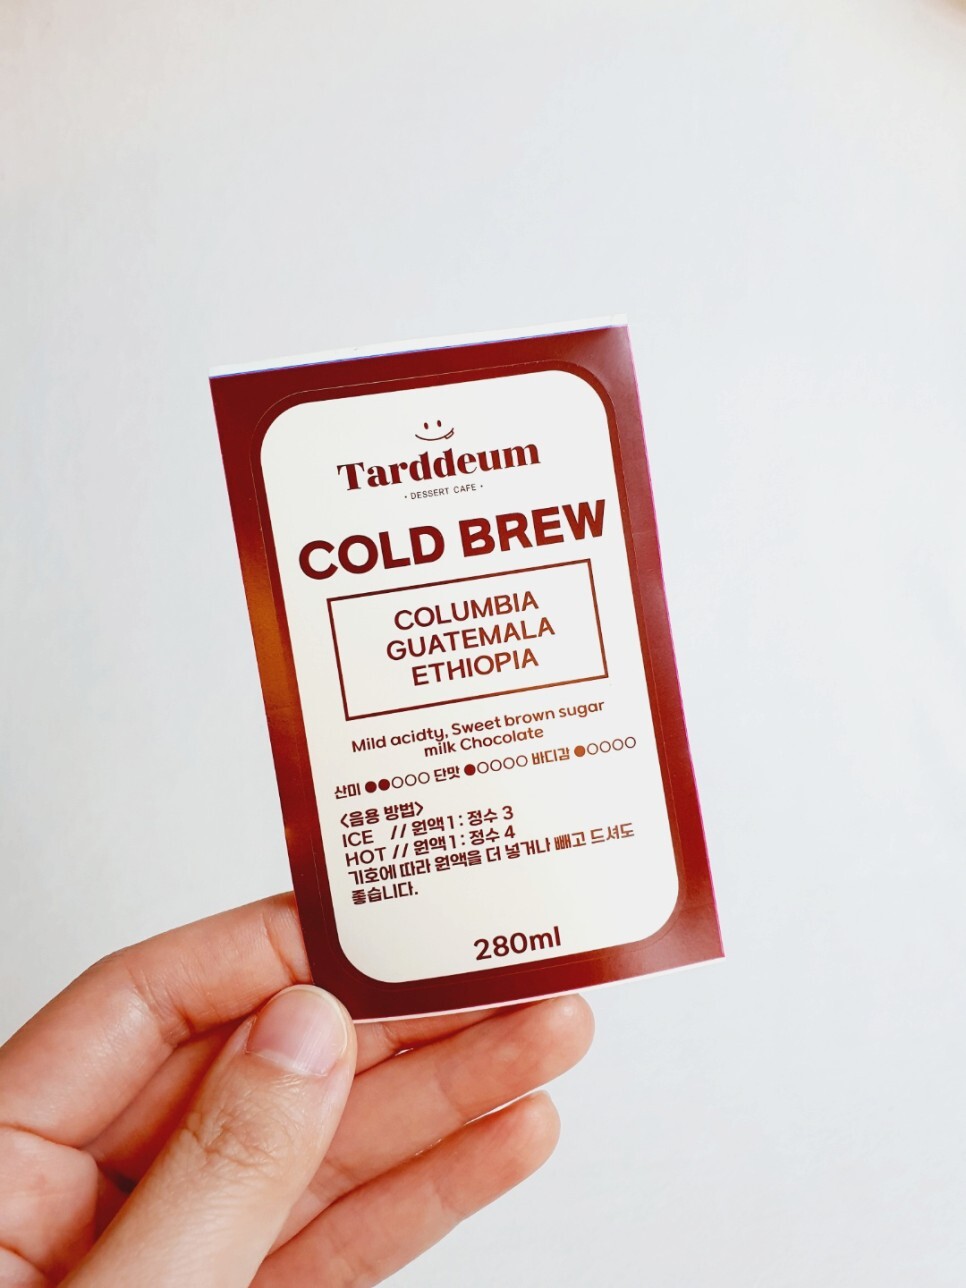 Tarddeum
• DESSERT CAFE •
COLD BREW
COLUMBIA
GUATEMALA
ETHIOPIA
Mild acidty, Sweet brown sugar
milk Chocolate
산미 ●●○○○ 단맛 ●○○○○ 바디감 ●○○○○
<음용 방법>
ICE // 원액 1 : 정수 3
HOT // 원액 1 : 정수 4
기호에 따라 원액을 더 넣거나 빼고 드셔도
좋습니다.
280ml